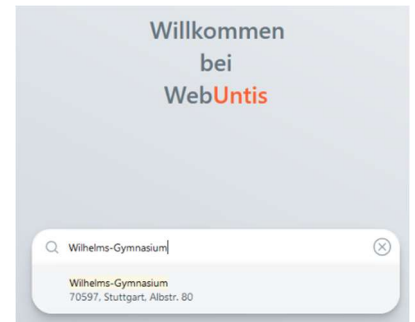 Willkommen
bei
WebUntis
Wilhelms-Gymnasium
Wilhelms-Gymnasium
70597, Stuttgart, Albstr. 80